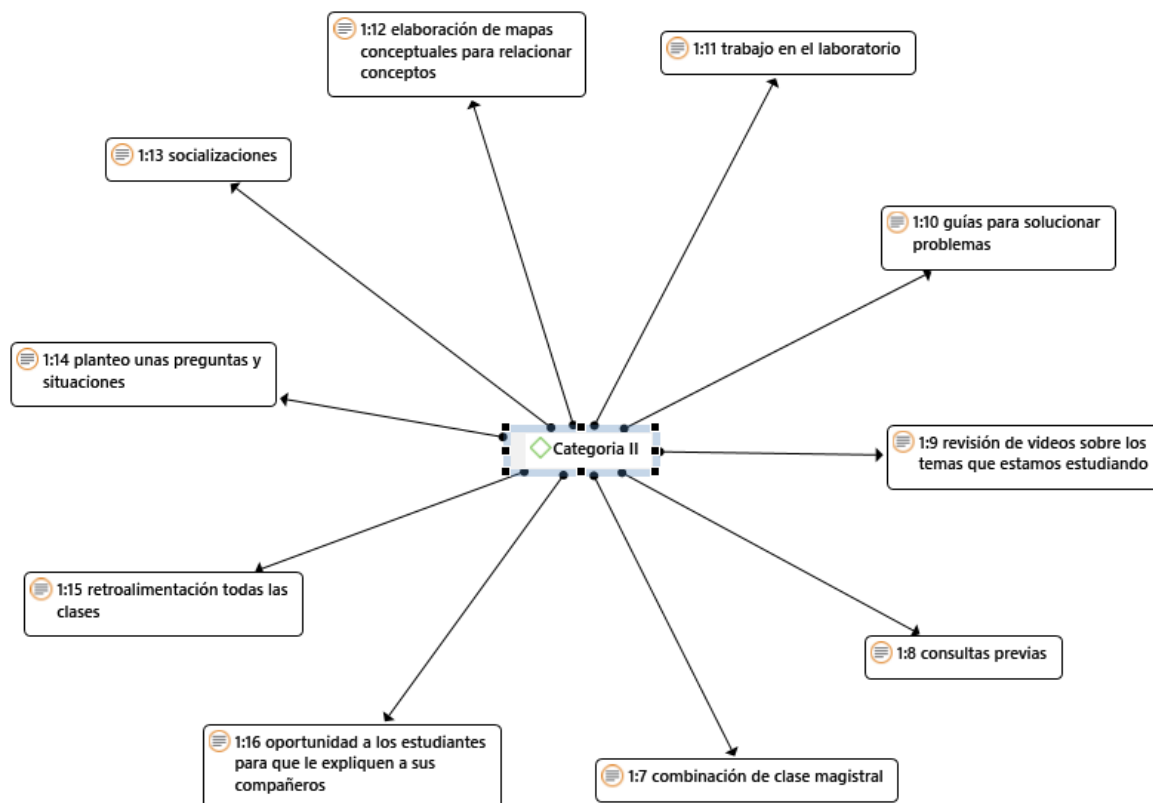 1:12 elaboración de mapas
conceptuales para relacionar
conceptos
1:11 trabajo en el laboratorio
1:13 socializaciones
1:10 guías para solucionar
problemas
1:14 planteo unas preguntas y
situaciones
Categoria II
1:9 revisión de videos sobre los
temas que estamos estudiando
1:15 retroalimentación todas las
clases
1:8 consultas previas
1:16 oportunidad a los estudiantes
para que le expliquen a sus
compañeros
1:7 combinación de clase magistral